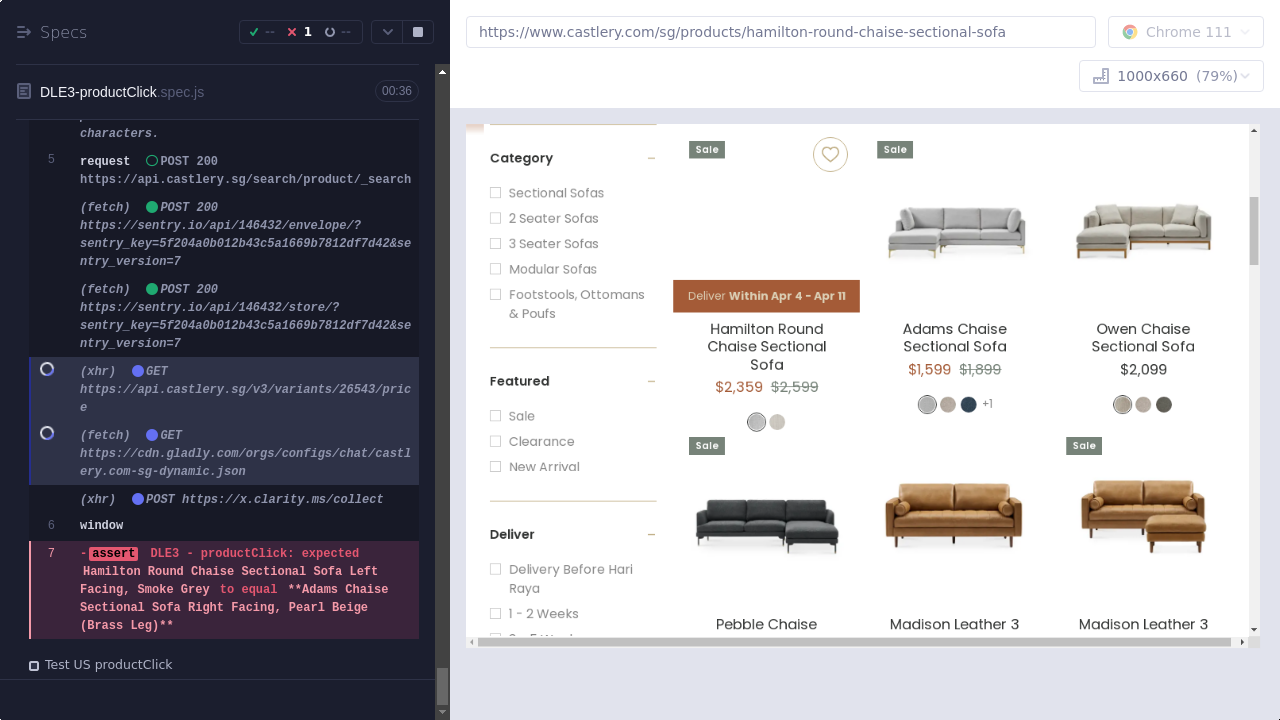 Specs
--
1
--
DLE3-productClick.spec.js
00:36
characters.
5
request POST 200
https://api.castlery.sg/search/product/_search
(fetch) POST 200
https://sentry.io/api/146432/envelope/?
sentry_key=5f204a0b012b43c5a1669b7812df7d42&se
ntry_version=7
(fetch) POST 200
https://sentry.io/api/146432/store/?
sentry_key=5f204a0b012b43c5a1669b7812df7d42&se
ntry_version=7
(xhr) GET
https://api.castlery.sg/v3/variants/26543/pric
e
(fetch) GET
https://cdn.gladly.com/orgs/configs/chat/castl
ery.com-sg-dynamic.json
(xhr) POST https://x.clarity.ms/collect
6
window
7
-assert DLE3 - productClick: expected
Hamilton Round Chaise Sectional Sofa Left
Facing, Smoke Grey to equal **Adams Chaise
Sectional Sofa Right Facing, Pearl Beige
(Brass Leg)**
Test US productClick
https://www.castlery.com/sg/products/hamilton-round-chaise-sectional-sofa
Chrome 111
1000x660 (79%)
Category –
Sectional Sofas
2 Seater Sofas
3 Seater Sofas
Modular Sofas
Footstools, Ottomans
& Poufs
Featured –
Sale
Clearance
New Arrival
Deliver –
Delivery Before Hari
Raya
1 - 2 Weeks
Sale
Deliver Within Apr 4 - Apr 11
Hamilton Round
Chaise Sectional
Sofa
$2,359 $2,599
Sale
Adams Chaise
Sectional Sofa
$1,599 $1,899
+1
Owen Chaise
Sectional Sofa
$2,099
Sale
Pebble Chaise
Madison Leather 3
Sale
Madison Leather 3